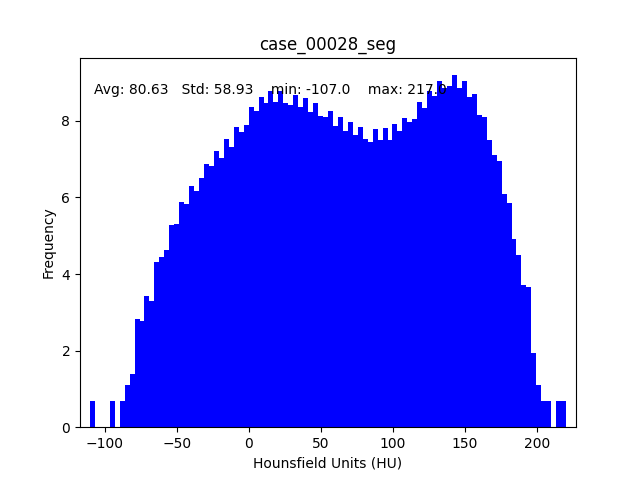 case_00028_seg
Avg: 80.63 Std: 58.93 min: -107.0 max: 217.0
8
6
4
2
0
Frequency
−100 −50 0 50 100 150 200
Hounsfield Units (HU)